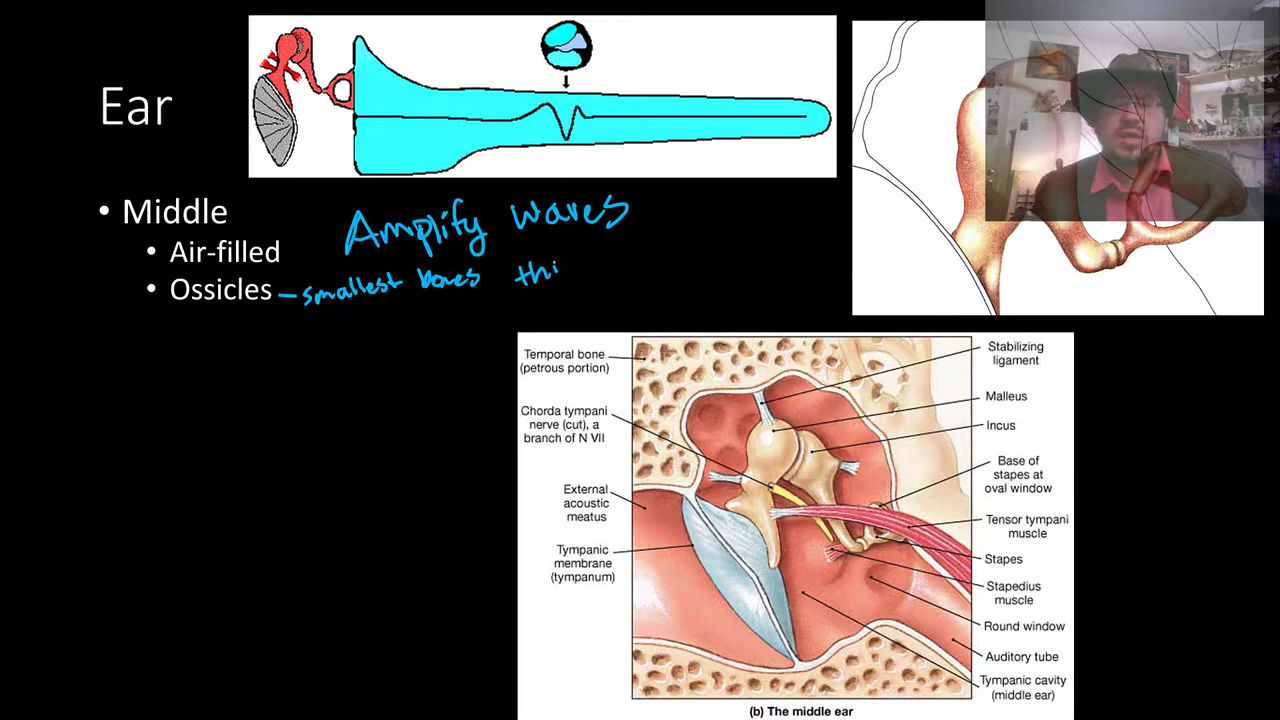 Ear
• Middle
• Air-filled
• Ossicles
Amplify waves
– smallest bones thi
Temporal bone
(petrous portion)
Chorda tympani
nerve (cut), a
branch of N VII
External
acoustic
meatus
Tympanic
membrane
(tympanum)
Stabilizing
ligament
Malleus
Incus
Base of
stapes at
oval window
Tensor tympani
muscle
Stapes
Stapedius
muscle
Round window
Auditory tube
Tympanic cavity
(middle ear)
(b) The middle ear